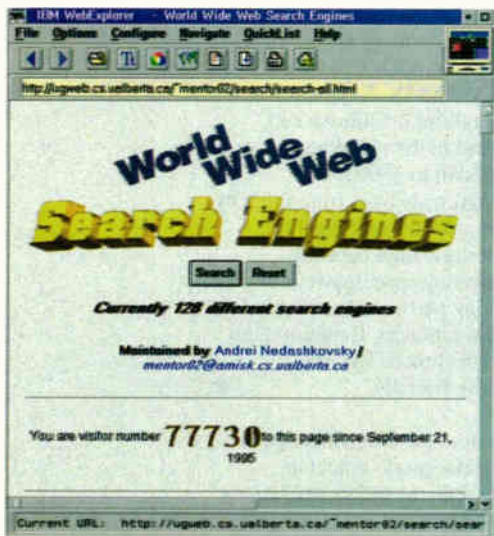 IBM WebExplorer - World Wide Web Search Engines
File Options Configure Navigate QuickList Help
http://ugweb.cs.ualberta.ca/~mentor02/search/search-all.html
World Wide Web
Search Engines
Search Reset
Currently 128 different search engines
Maintained by Andrei Nedashkovsky /
mentor02@amisk.cs.ualberta.ca
You are visitor number 77730 to this page since September 21,
1995
Current URL: http://ugweb.cs.ualberta.ca/~mentor02/search/sear